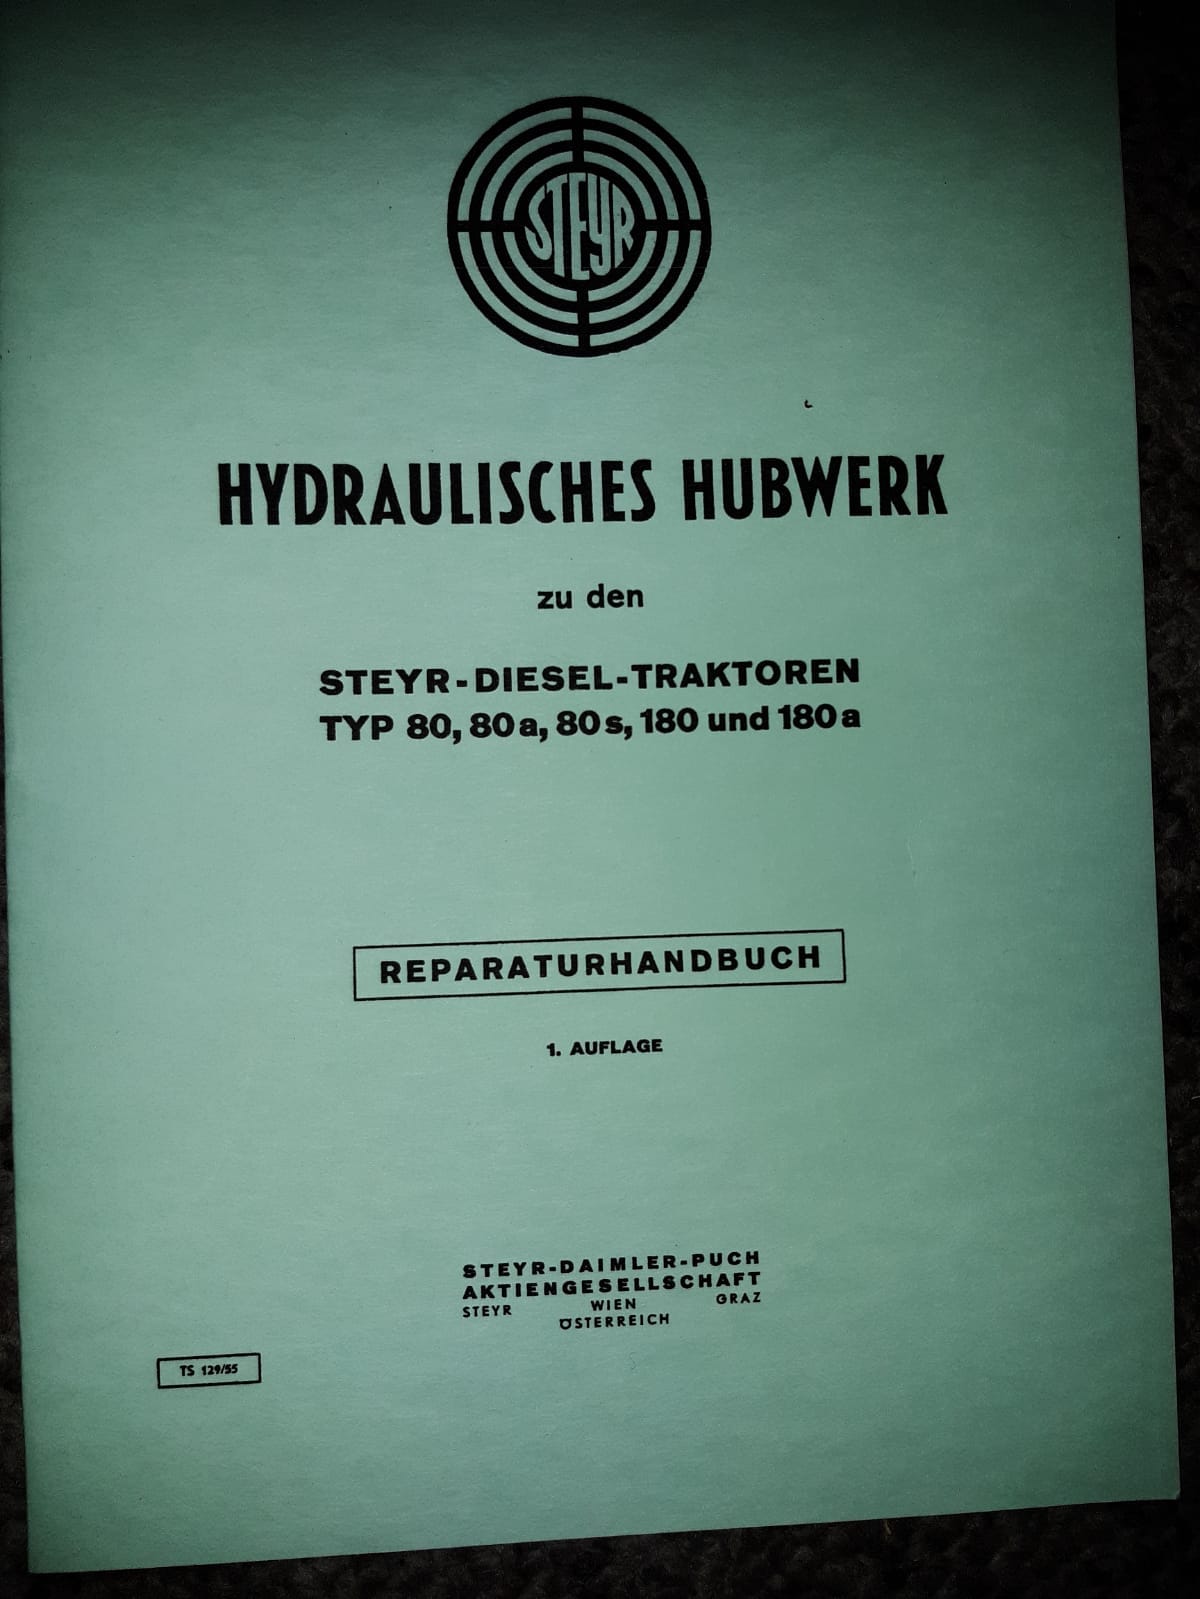 STEYR
HYDRAULISCHES HUBWERK
zu den
STEYR-DIESEL-TRAKTOREN
TYP 80, 80a, 80s, 180 und 180a
REPARATURHANDBUCH
1. AUFLAGE
STEYR-DAIMLER-PUCH
AKTIENGESELLSCHAFT
STEYR WIEN GRAZ
ÖSTERREICH
TS 129/55